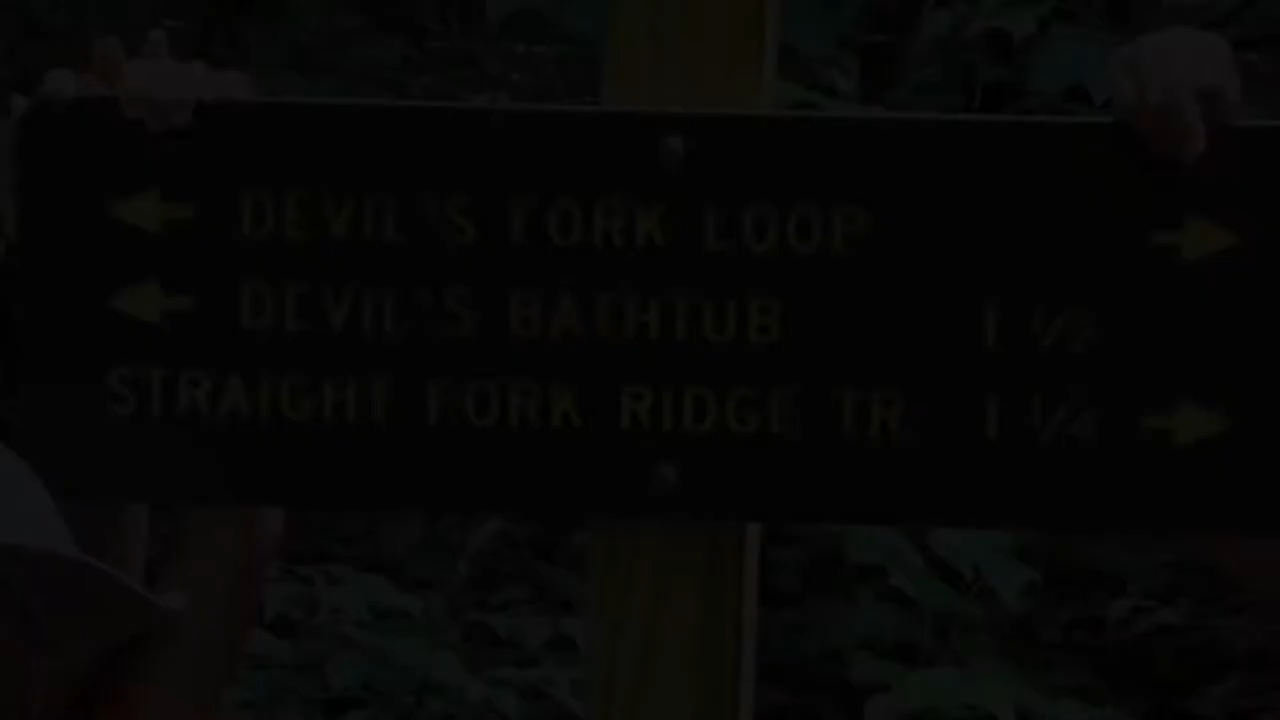 ← DEVIL'S FORK LOOP →
← DEVIL'S BATHTUB 1 1/2
STRAIGHT FORK RIDGE TR. 1 1/4 →